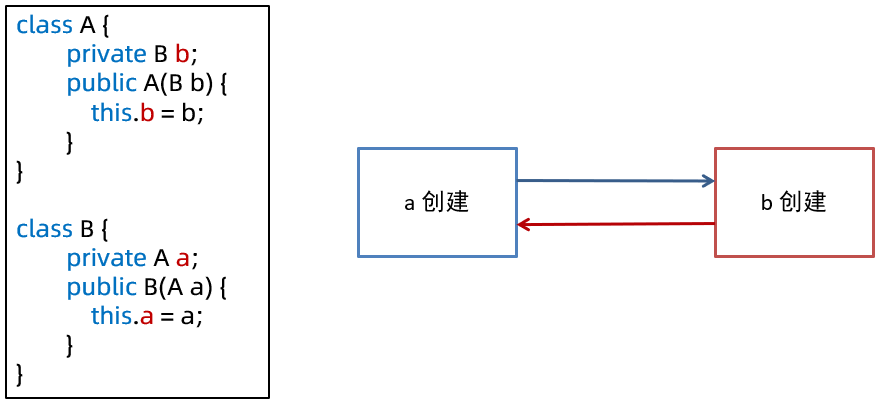 class A {
private B b;
public A(B b) {
this.b = b;
}
}
class B {
private A a;
public B(A a) {
this.a = a;
}
}
a 创建
b 创建